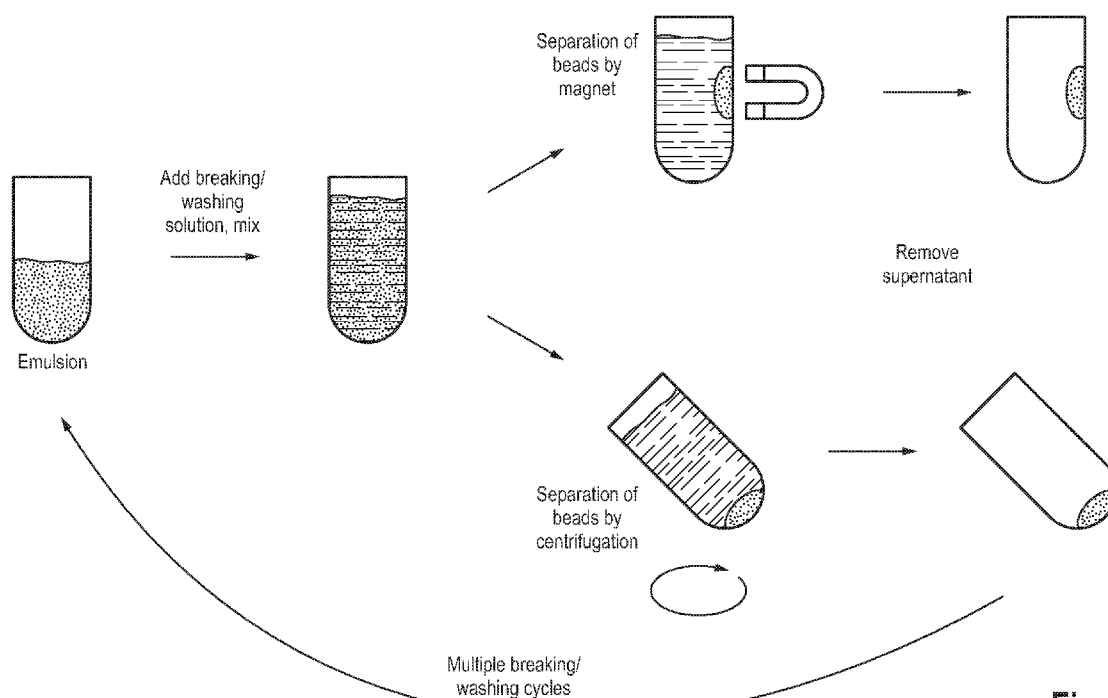 Separation of
beads by
magnet
Add breaking/
washing
solution, mix
Remove
supernatant
Emulsion
Separation of
beads by
centrifugation
Multiple breaking/
washing cycles